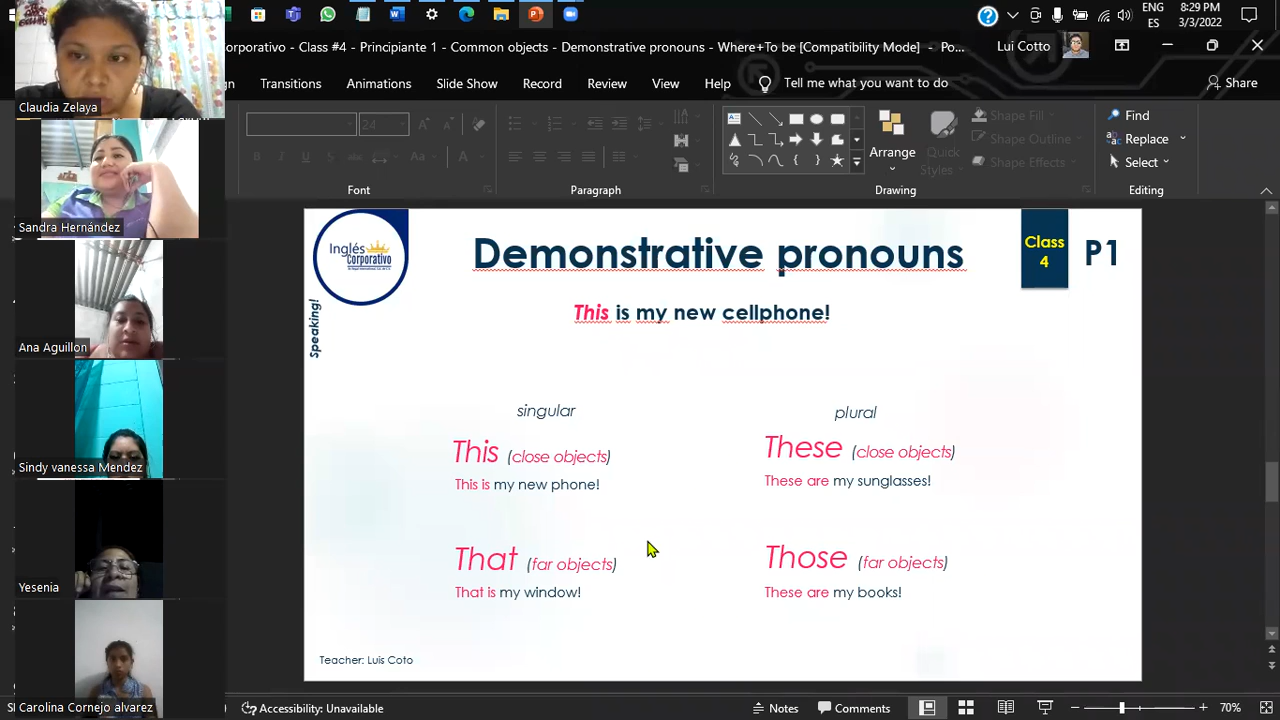 ENG
ES
8:29 PM
3/3/2022
orporativo - Class #4 - Principiante 1 - Common objects - Demonstrative pronouns - Where+To be [Compatibility Mode] - Po...
Lui Cotto
Transitions Animations Slide Show Record Review View Help Tell me what you want to do Share
24
Arrange
Quick
Styles
Shape Fill
Shape Outline
Shape Effects
Find
Replace
Select
Font Paragraph Drawing Editing
Claudia Zelaya
Sandra Hernández
Ana Aguillon
Sindy vanessa Mendez
Yesenia
Carolina Cornejo alvarez
Inglés
Corporativo
Speaking!
Demonstrative pronouns
Class
4
P1
This is my new cellphone!
singular
plural
This (close objects)
This is my new phone!
These (close objects)
These are my sunglasses!
That (far objects)
That is my window!
Those (far objects)
These are my books!
Teacher: Luis Coto
Accessibility: Unavailable
Notes Comments 70%